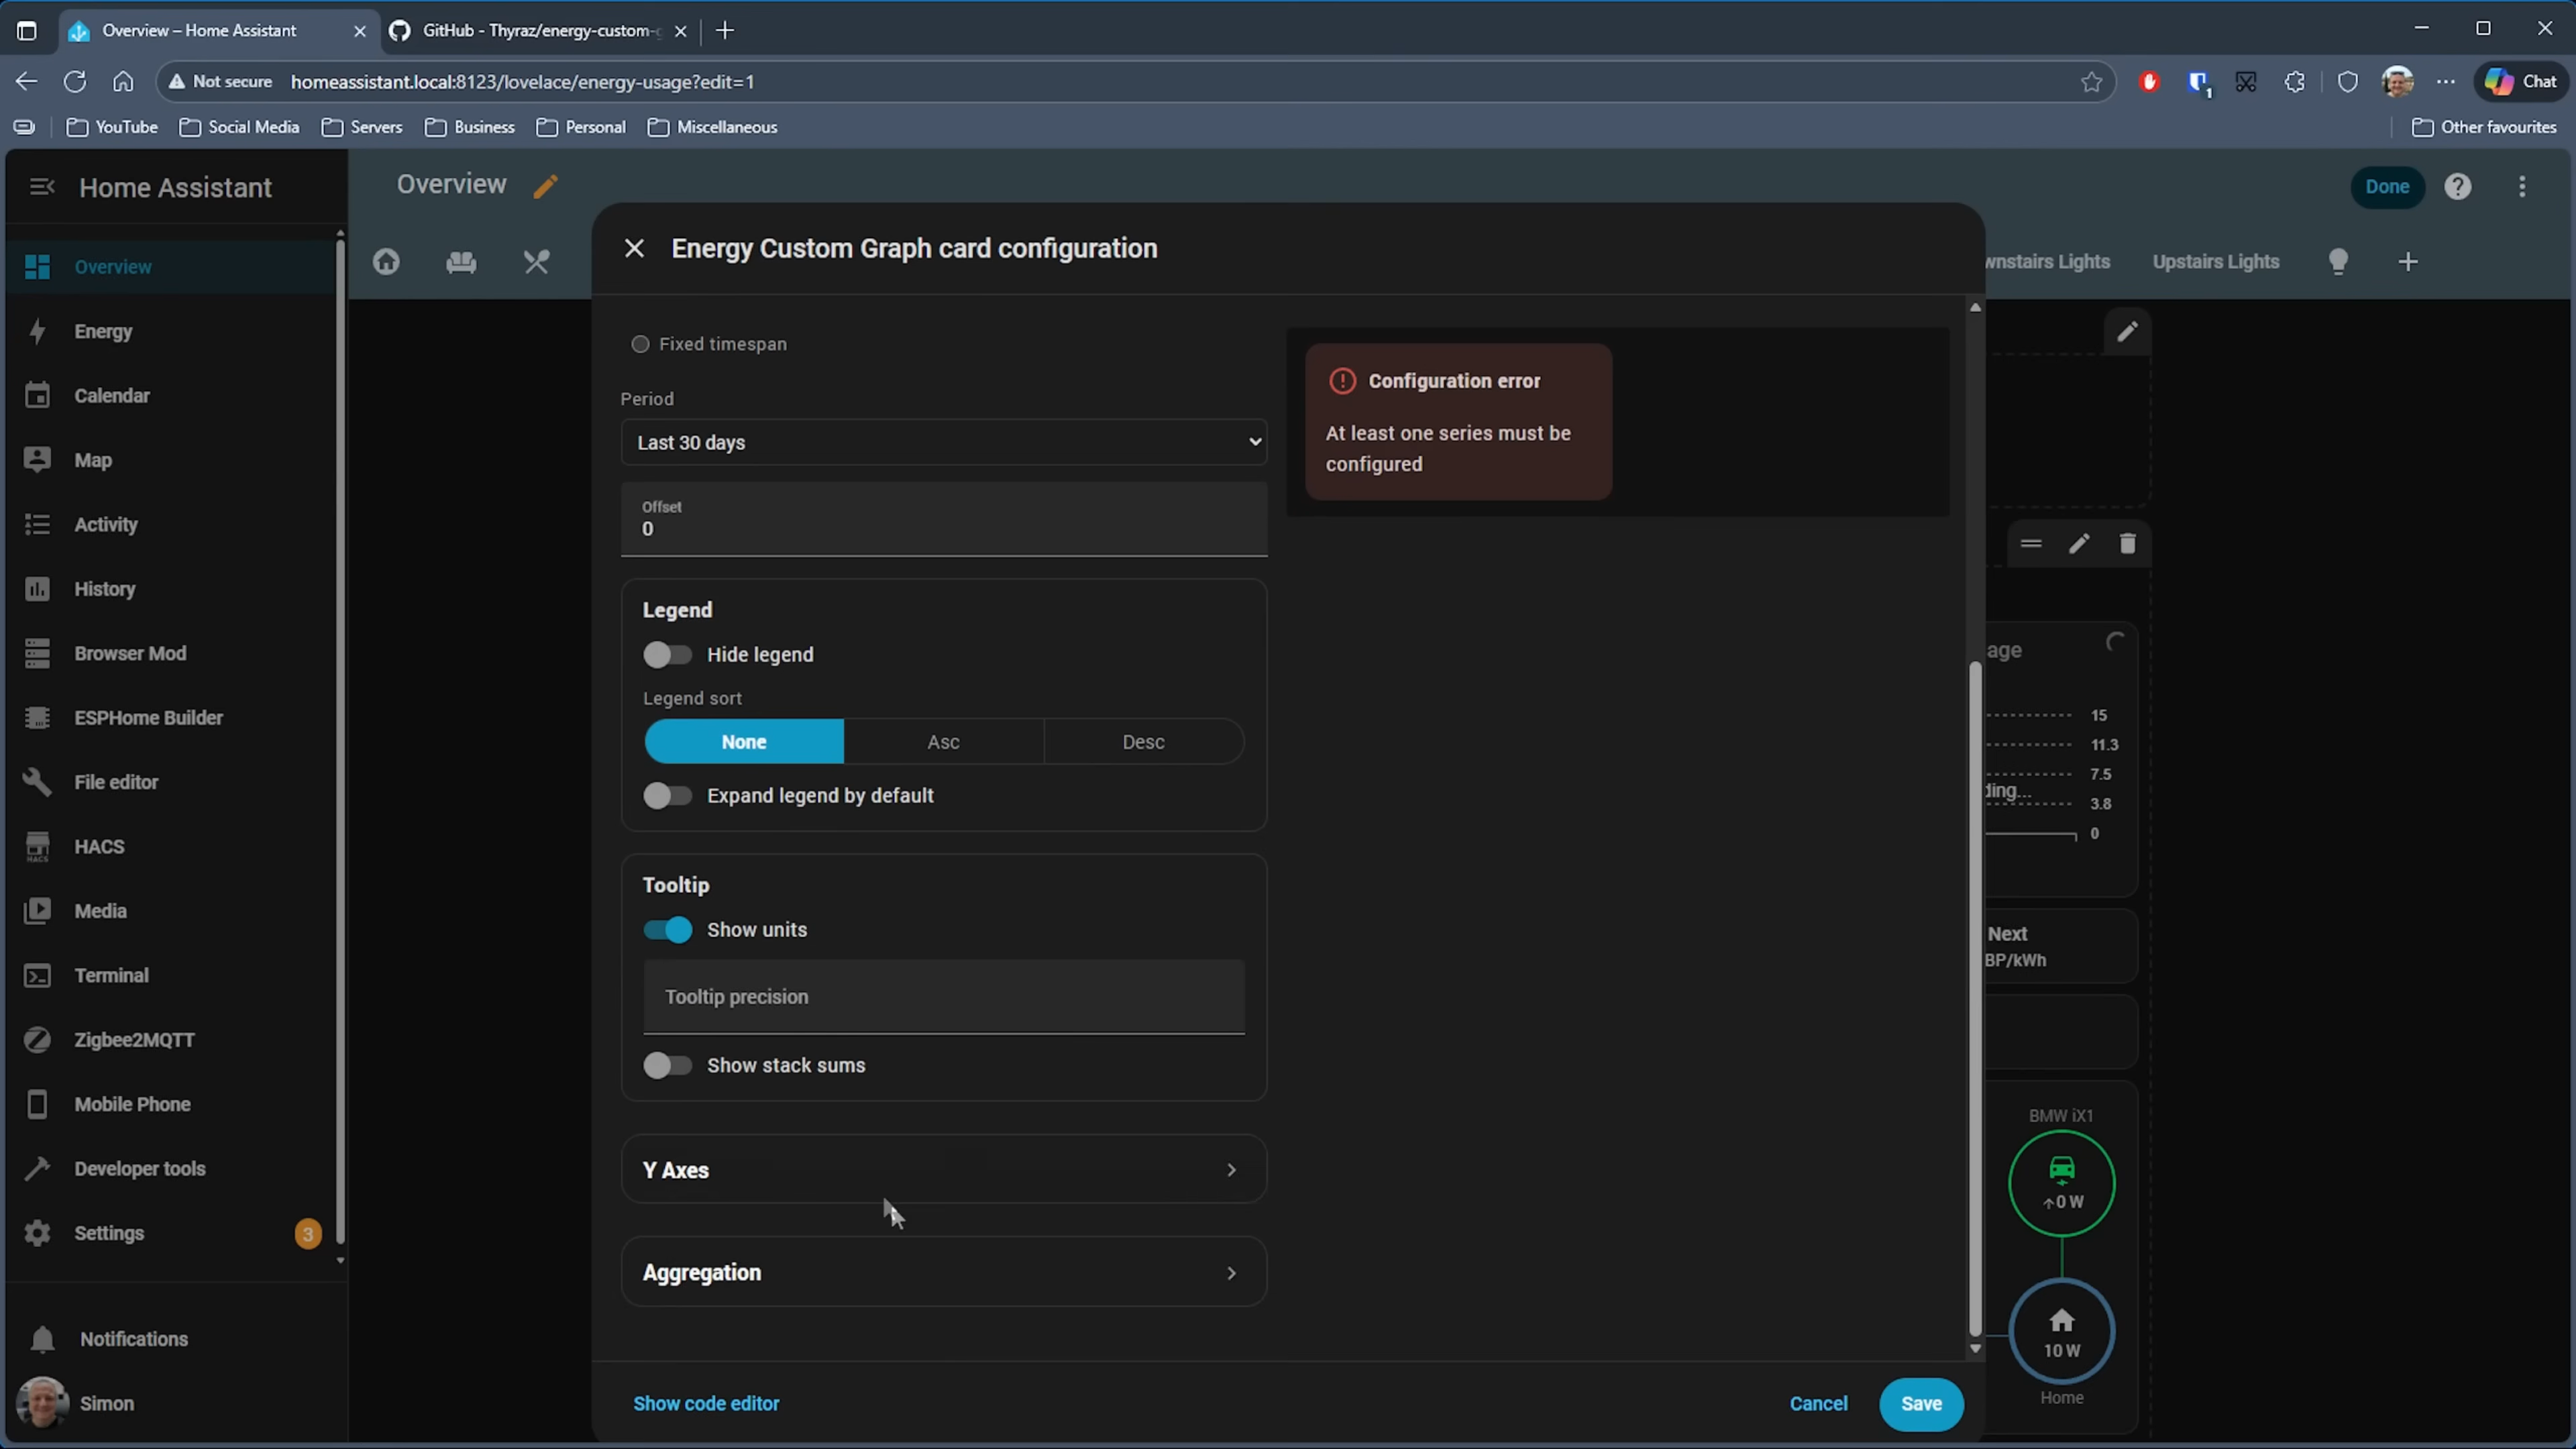 Overview – Home Assistant
GitHub - Thyraz/energy-custom-g
Not secure
homeassistant.local:8123/lovelace/energy-usage?edit=1
1
Chat
YouTube
Social Media
Servers
Business
Personal
Miscellaneous
Other favourites
Home Assistant
Overview
Done
Energy Custom Graph card configuration
wnstairs Lights
Upstairs Lights
Overview
Energy
Calendar
Map
Activity
History
Browser Mod
ESPHome Builder
File editor
HACS
HACS
Media
Terminal
Zigbee2MQTT
Mobile Phone
Developer tools
Settings
3
Notifications
Simon
Fixed timespan
Period
Last 30 days
Offset
0
Legend
Hide legend
Legend sort
None
Asc
Desc
Expand legend by default
Tooltip
Show units
Tooltip precision
Show stack sums
Y Axes
Aggregation
Configuration error
At least one series must be
configured
Show code editor
Cancel
Save
age
15
11.3
7.5
ding...
3.8
0
Next
BP/kWh
BMW iX1
↑0 W
10 W
Home